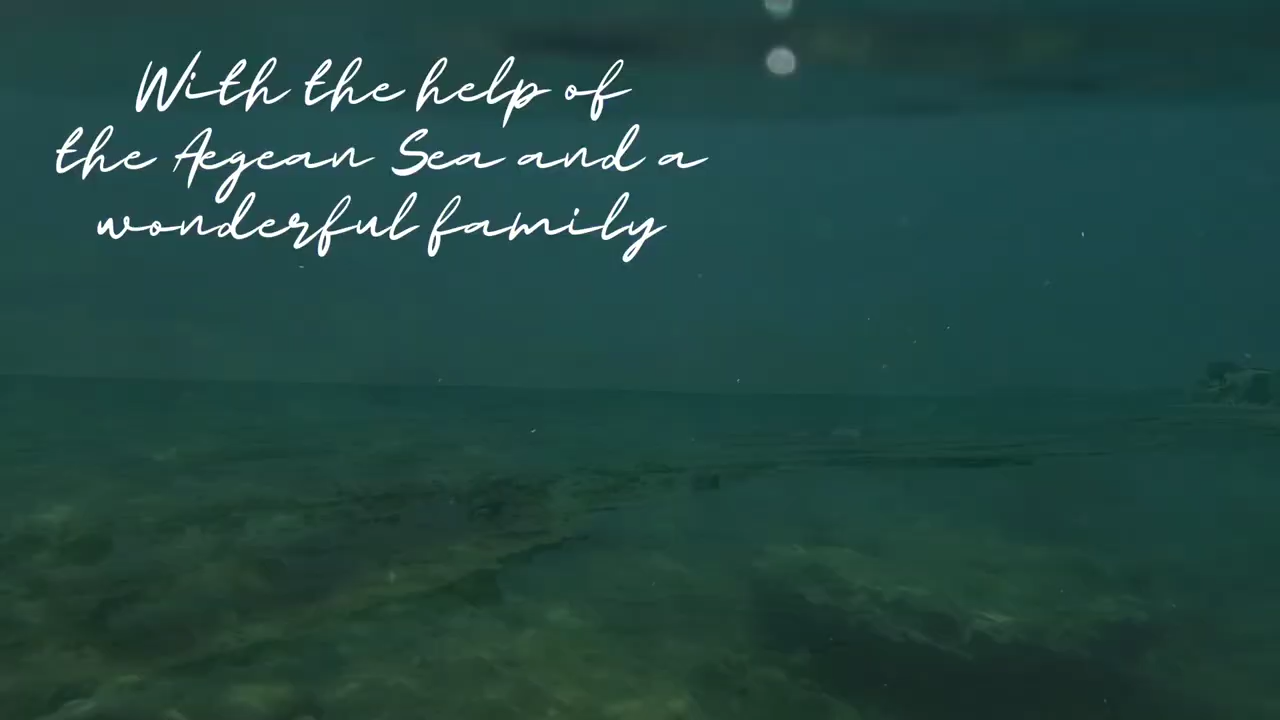 With the help of
the Aegean Sea and a
wonderful family